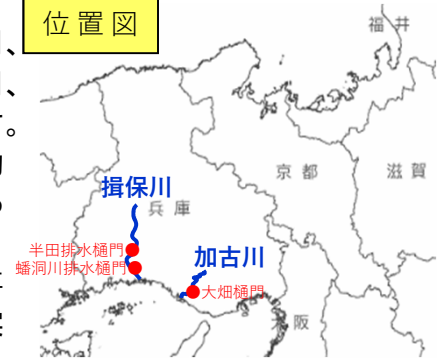 位置図
福井
京都
滋賀
揖保川
兵庫
半田排水樋門
加古川
蟠洞川排水樋門
大畑樋門
大阪